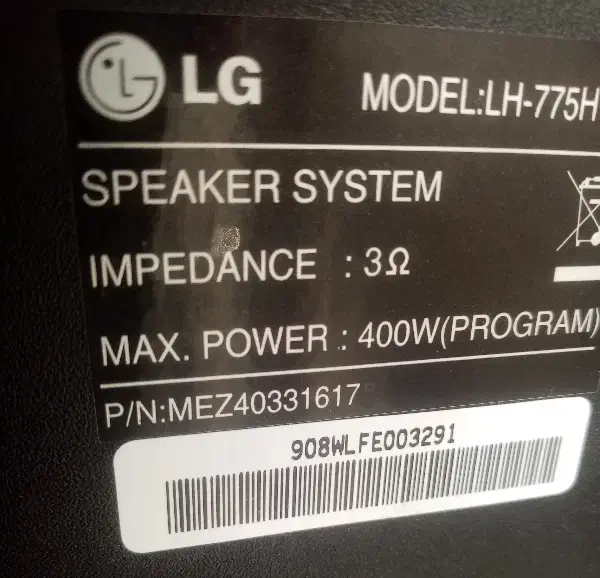 LG MODEL:LH-775H
SPEAKER SYSTEM
IMPEDANCE : 3Ω
MAX. POWER : 400W(PROGRAM)
P/N:MEZ40331617
908WLFE003291